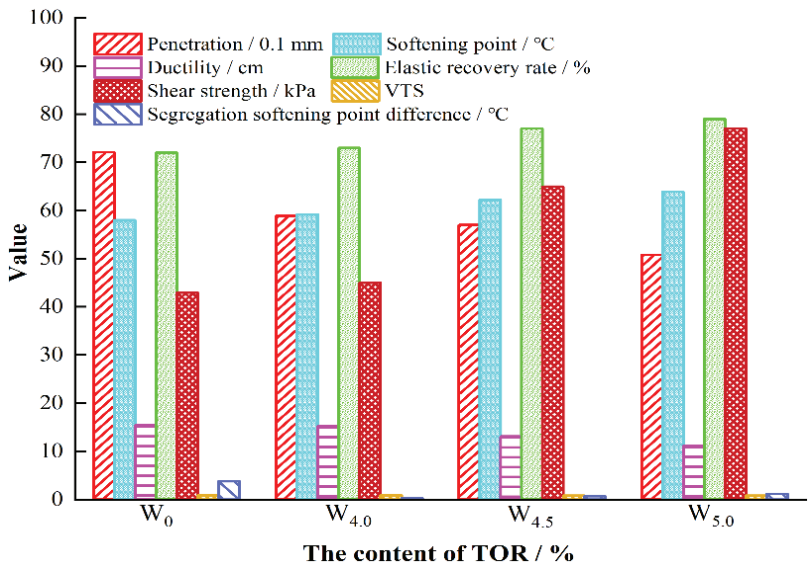 100
90
80
70
60
50
40
30
20
10
0
Value
Penetration / 0.1 mm
Softening point / °C
Ductility / cm
Elastic recovery rate / %
Shear strength / kPa
VTS
Segregation softening point difference / °C
W0
W4.0
W4.5
W5.0
The content of TOR / %